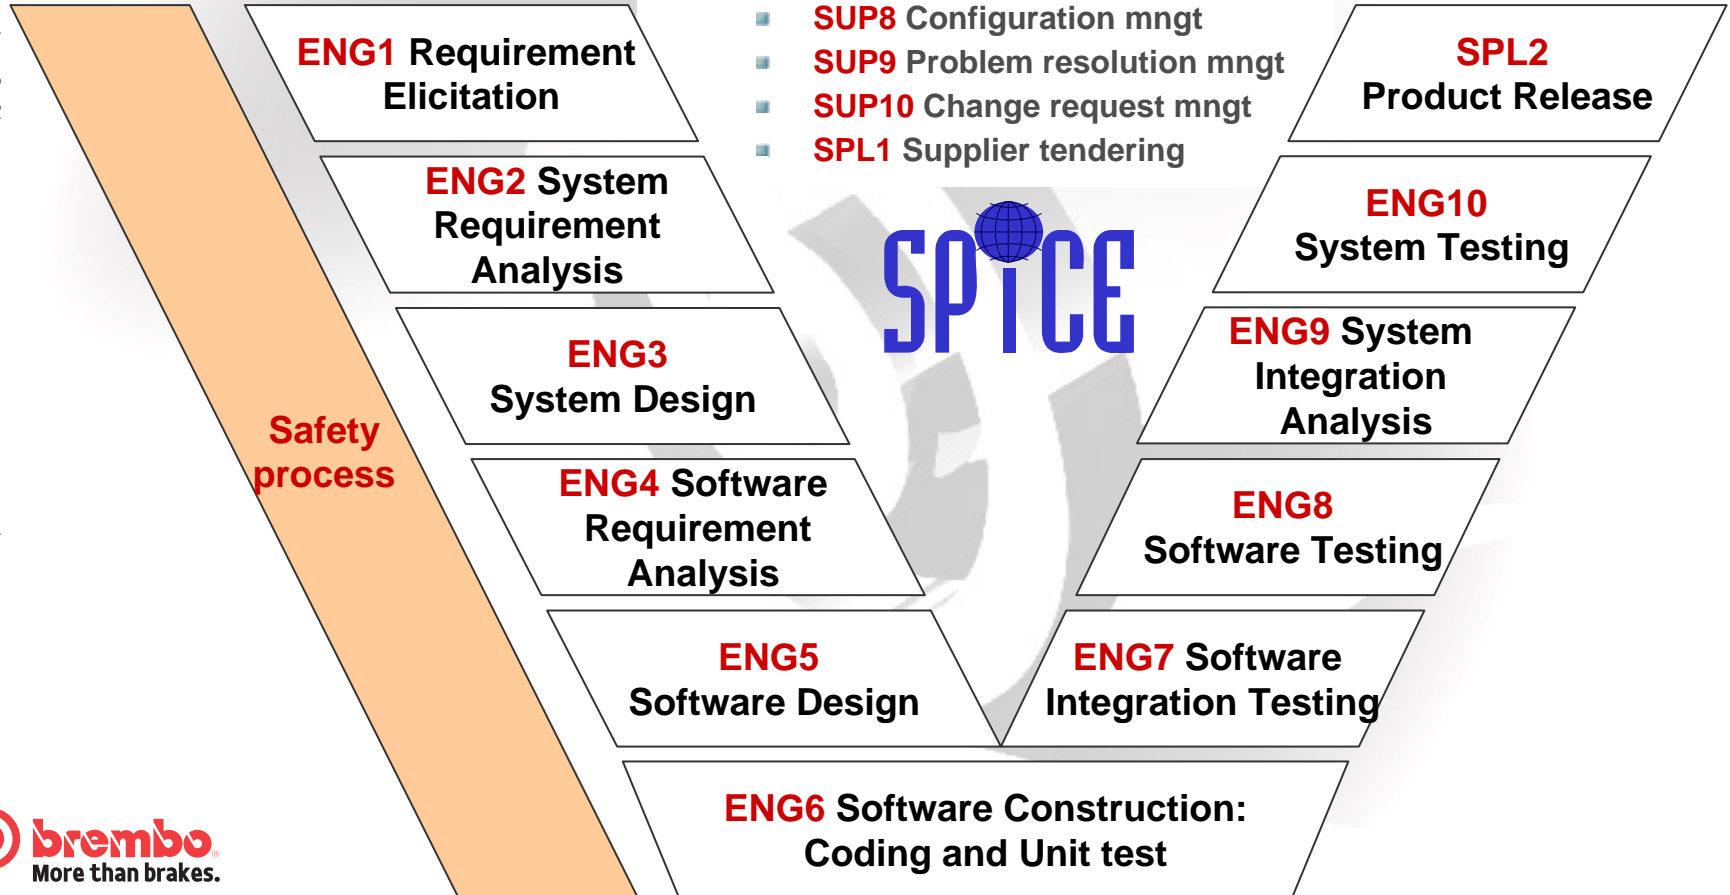 SUP8 Configuration mngt
SUP9 Problem resolution mngt
SUP10 Change request mngt
SPL1 Supplier tendering
ENG1 Requirement
Elicitation
ENG2 System
Requirement
Analysis
ENG3
System Design
ENG4 Software
Requirement
Analysis
ENG5
Software Design
ENG6 Software Construction:
Coding and Unit test
ENG7 Software
Integration Testing
ENG8
Software Testing
ENG9 System
Integration
Analysis
ENG10
System Testing
SPL2
Product Release
SPiCE
Safety
process
brembo®
More than brakes.